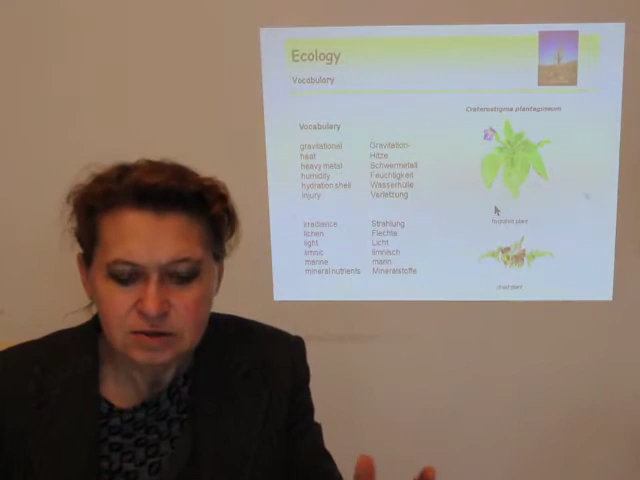 Ecology
Vocabulary
Craterostigma plantagineum
Vocabulary
gravitational Gravitation-
heat Hitze
heavy metal Schwermetall
humidity Feuchtigkeit
hydration shell Wasserhülle
injury Verletzung
hydrated plant
irradiance Strahlung
lichen Flechte
light Licht
limnic limnisch
marine marin
mineral nutrients Mineralstoffe
dried plant